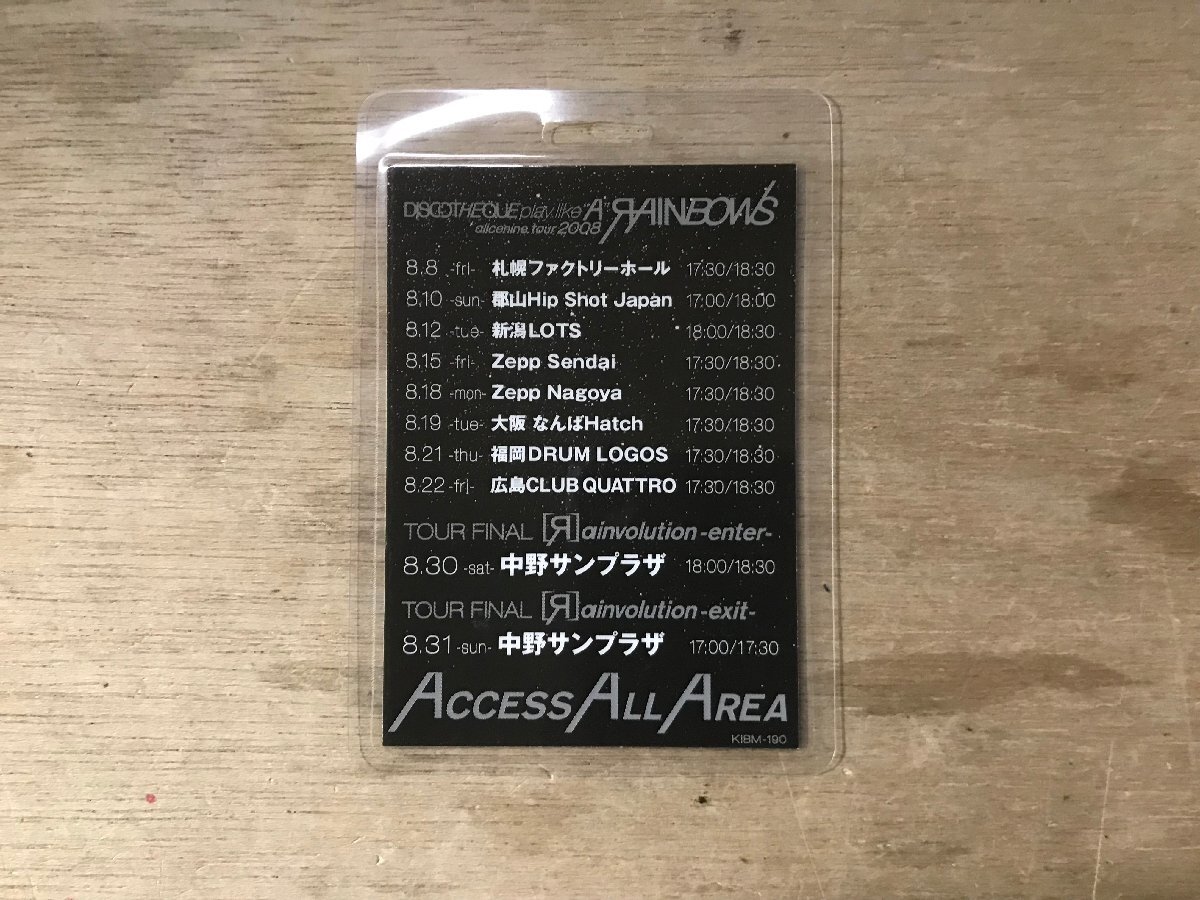 DISCOTHEQUE play like "A" RAINBOWS
alicenine. tour 2008
8.8 -fri- 札幌ファクトリーホール 17:30/18:30
8.10 -sun- 郡山Hip Shot Japan 17:00/18:00
8.12 -tue- 新潟LOTS 18:00/18:30
8.15 -fri- Zepp Sendai 17:30/18:30
8.18 -mon- Zepp Nagoya 17:30/18:30
8.19 -tue- 大阪 なんばHatch 17:30/18:30
8.21 -thu- 福岡DRUM LOGOS 17:30/18:30
8.22 -fri- 広島CLUB QUATTRO 17:30/18:30
TOUR FINAL [Я]ainvolution -enter-
8.30 -sat- 中野サンプラザ 18:00/18:30
TOUR FINAL [Я]ainvolution -exit-
8.31 -sun- 中野サンプラザ 17:00/17:30
ACCESS ALL AREA
KIBM-190